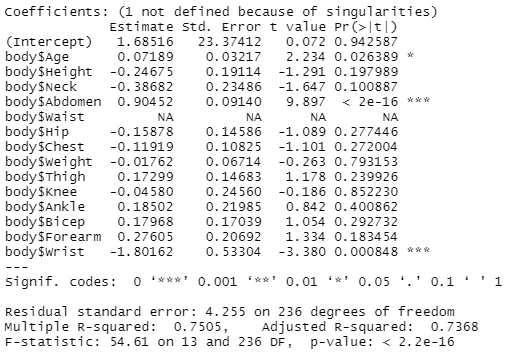 Coefficients: (1 not defined because of singularities)
Estimate Std. Error t value Pr(>|t|)
(Intercept) 1.68516 23.37412 0.072 0.942587
body$Age 0.07189 0.03217 2.234 0.026389 *
body$Height -0.24675 0.19114 -1.291 0.197989
body$Neck -0.38682 0.23486 -1.647 0.100887
body$Abdomen 0.90452 0.09140 9.897 < 2e-16 ***
body$Waist NA NA NA NA
body$Hip -0.15878 0.14586 -1.089 0.277446
body$Chest -0.11919 0.10825 -1.101 0.272004
body$Weight -0.01762 0.06714 -0.263 0.793153
body$Thigh 0.17299 0.14683 1.178 0.239926
body$Knee -0.04580 0.24560 -0.186 0.852230
body$Ankle 0.18502 0.21985 0.842 0.400862
body$Bicep 0.17968 0.17039 1.054 0.292732
body$Forearm 0.27605 0.20692 1.334 0.183454
body$Wrist -1.80162 0.53304 -3.380 0.000848 ***
---
Signif. codes: 0 ‘***’ 0.001 ‘**’ 0.01 ‘*’ 0.05 ‘.’ 0.1 ‘ ’ 1
Residual standard error: 4.255 on 236 degrees of freedom
Multiple R-squared: 0.7505, Adjusted R-squared: 0.7368
F-statistic: 54.61 on 13 and 236 DF, p-value: < 2.2e-16